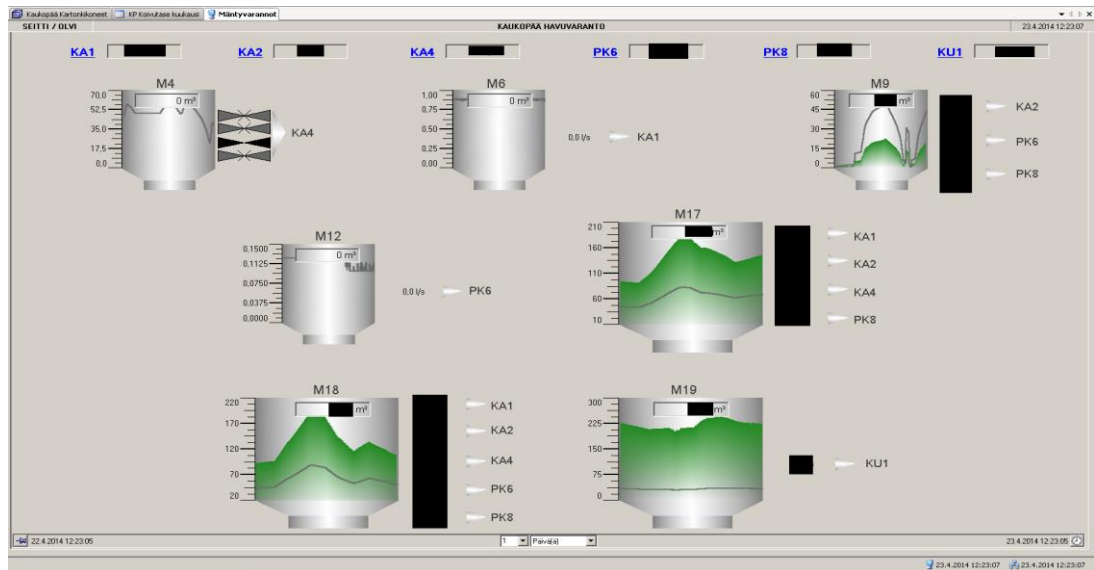 Kaukopää Kartonkikoneet KP Koivutase kuukausi Mäntyvarannot
SEITTI / OLVI KAUKOPÄÄ HAVUVARANTO 23.4.2014 12:23:07
KA1 KA2 KA4 PK6 PK8 KU1
M4
70,0
52,5
35,0
17,5
0,0
0 m³
KA4
M6
1,00
0,75
0,50
0,25
0,00
0 m³
0.0 l/s KA1
M9
60
45
30
15
0
KA2
PK6
PK8
M12
0,1500
0,1125
0,0750
0,0375
0,0000
0 m³
0.0 l/s PK6
M17
210
160
110
60
10
m³
KA1
KA2
KA4
PK8
M18
220
170
120
70
20
m³
KA1
KA2
KA4
PK6
PK8
M19
300
225
150
75
0
m³
KU1
22.4.2014 12:23:05 1 Päivä(ä) 23.4.2014 12:23:05
23.4.2014 12:23:07 23.4.2014 12:23:07